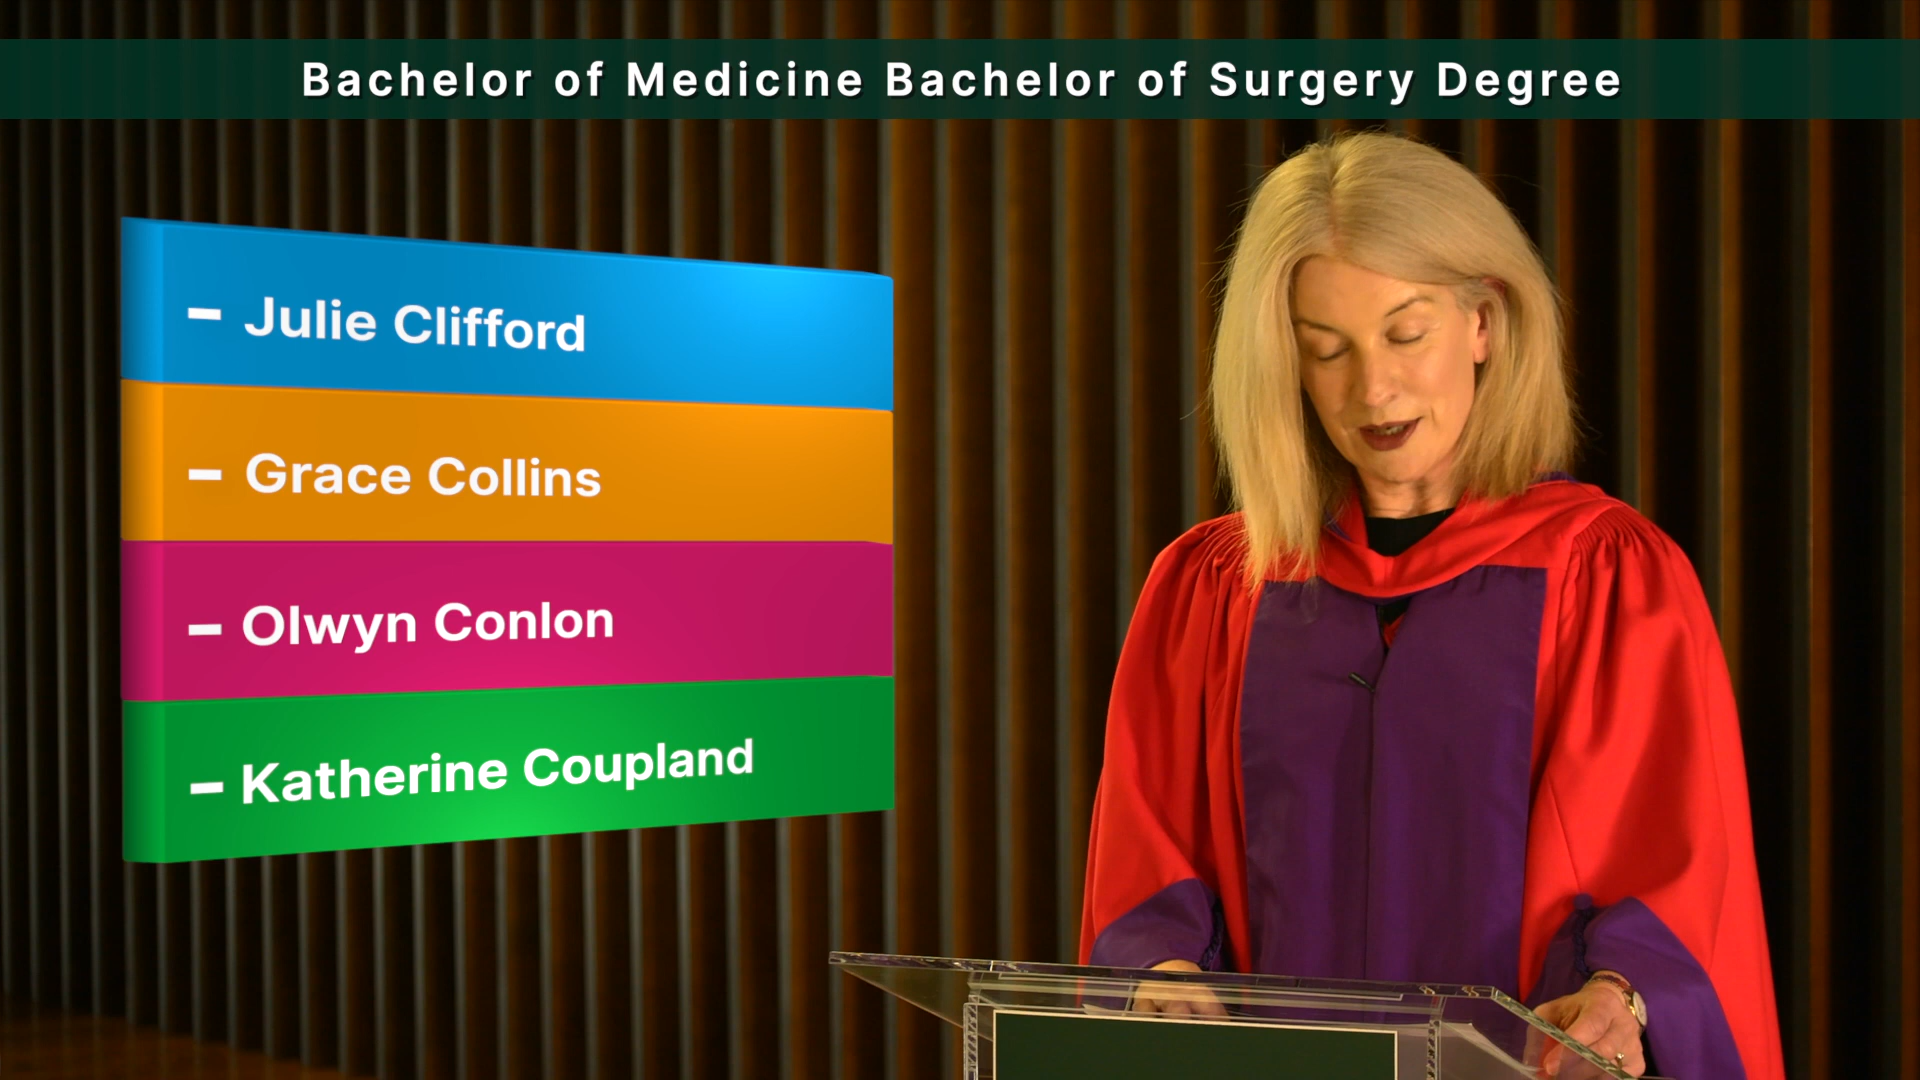 Bachelor of Medicine Bachelor of Surgery Degree
– Julie Clifford
– Grace Collins
– Olwyn Conlon
– Katherine Coupland